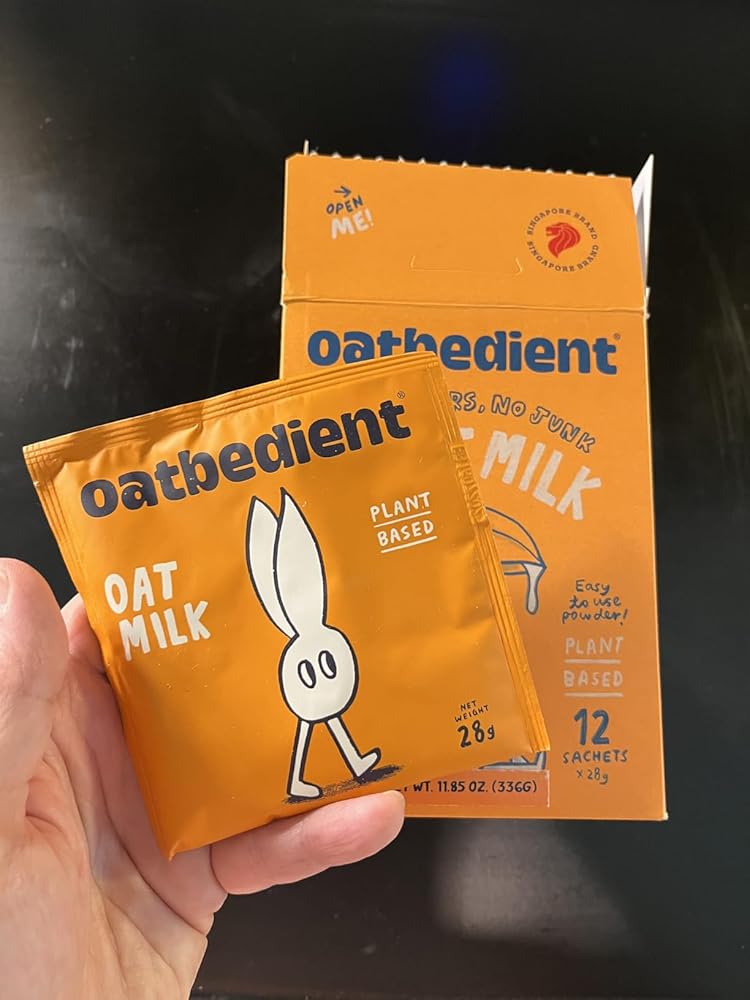 OPEN
ME!
SINGAPORE BRAND
SINGAPORE BRAND
oatbedient®
RS, NO JUNK
MILK
Easy
to use
powder!
PLANT
BASED
12
SACHETS
x 28g
WT. 11.85 OZ. (336G)
oatbedient®
PLANT
BASED
OAT
MILK
NET
WEIGHT
28g